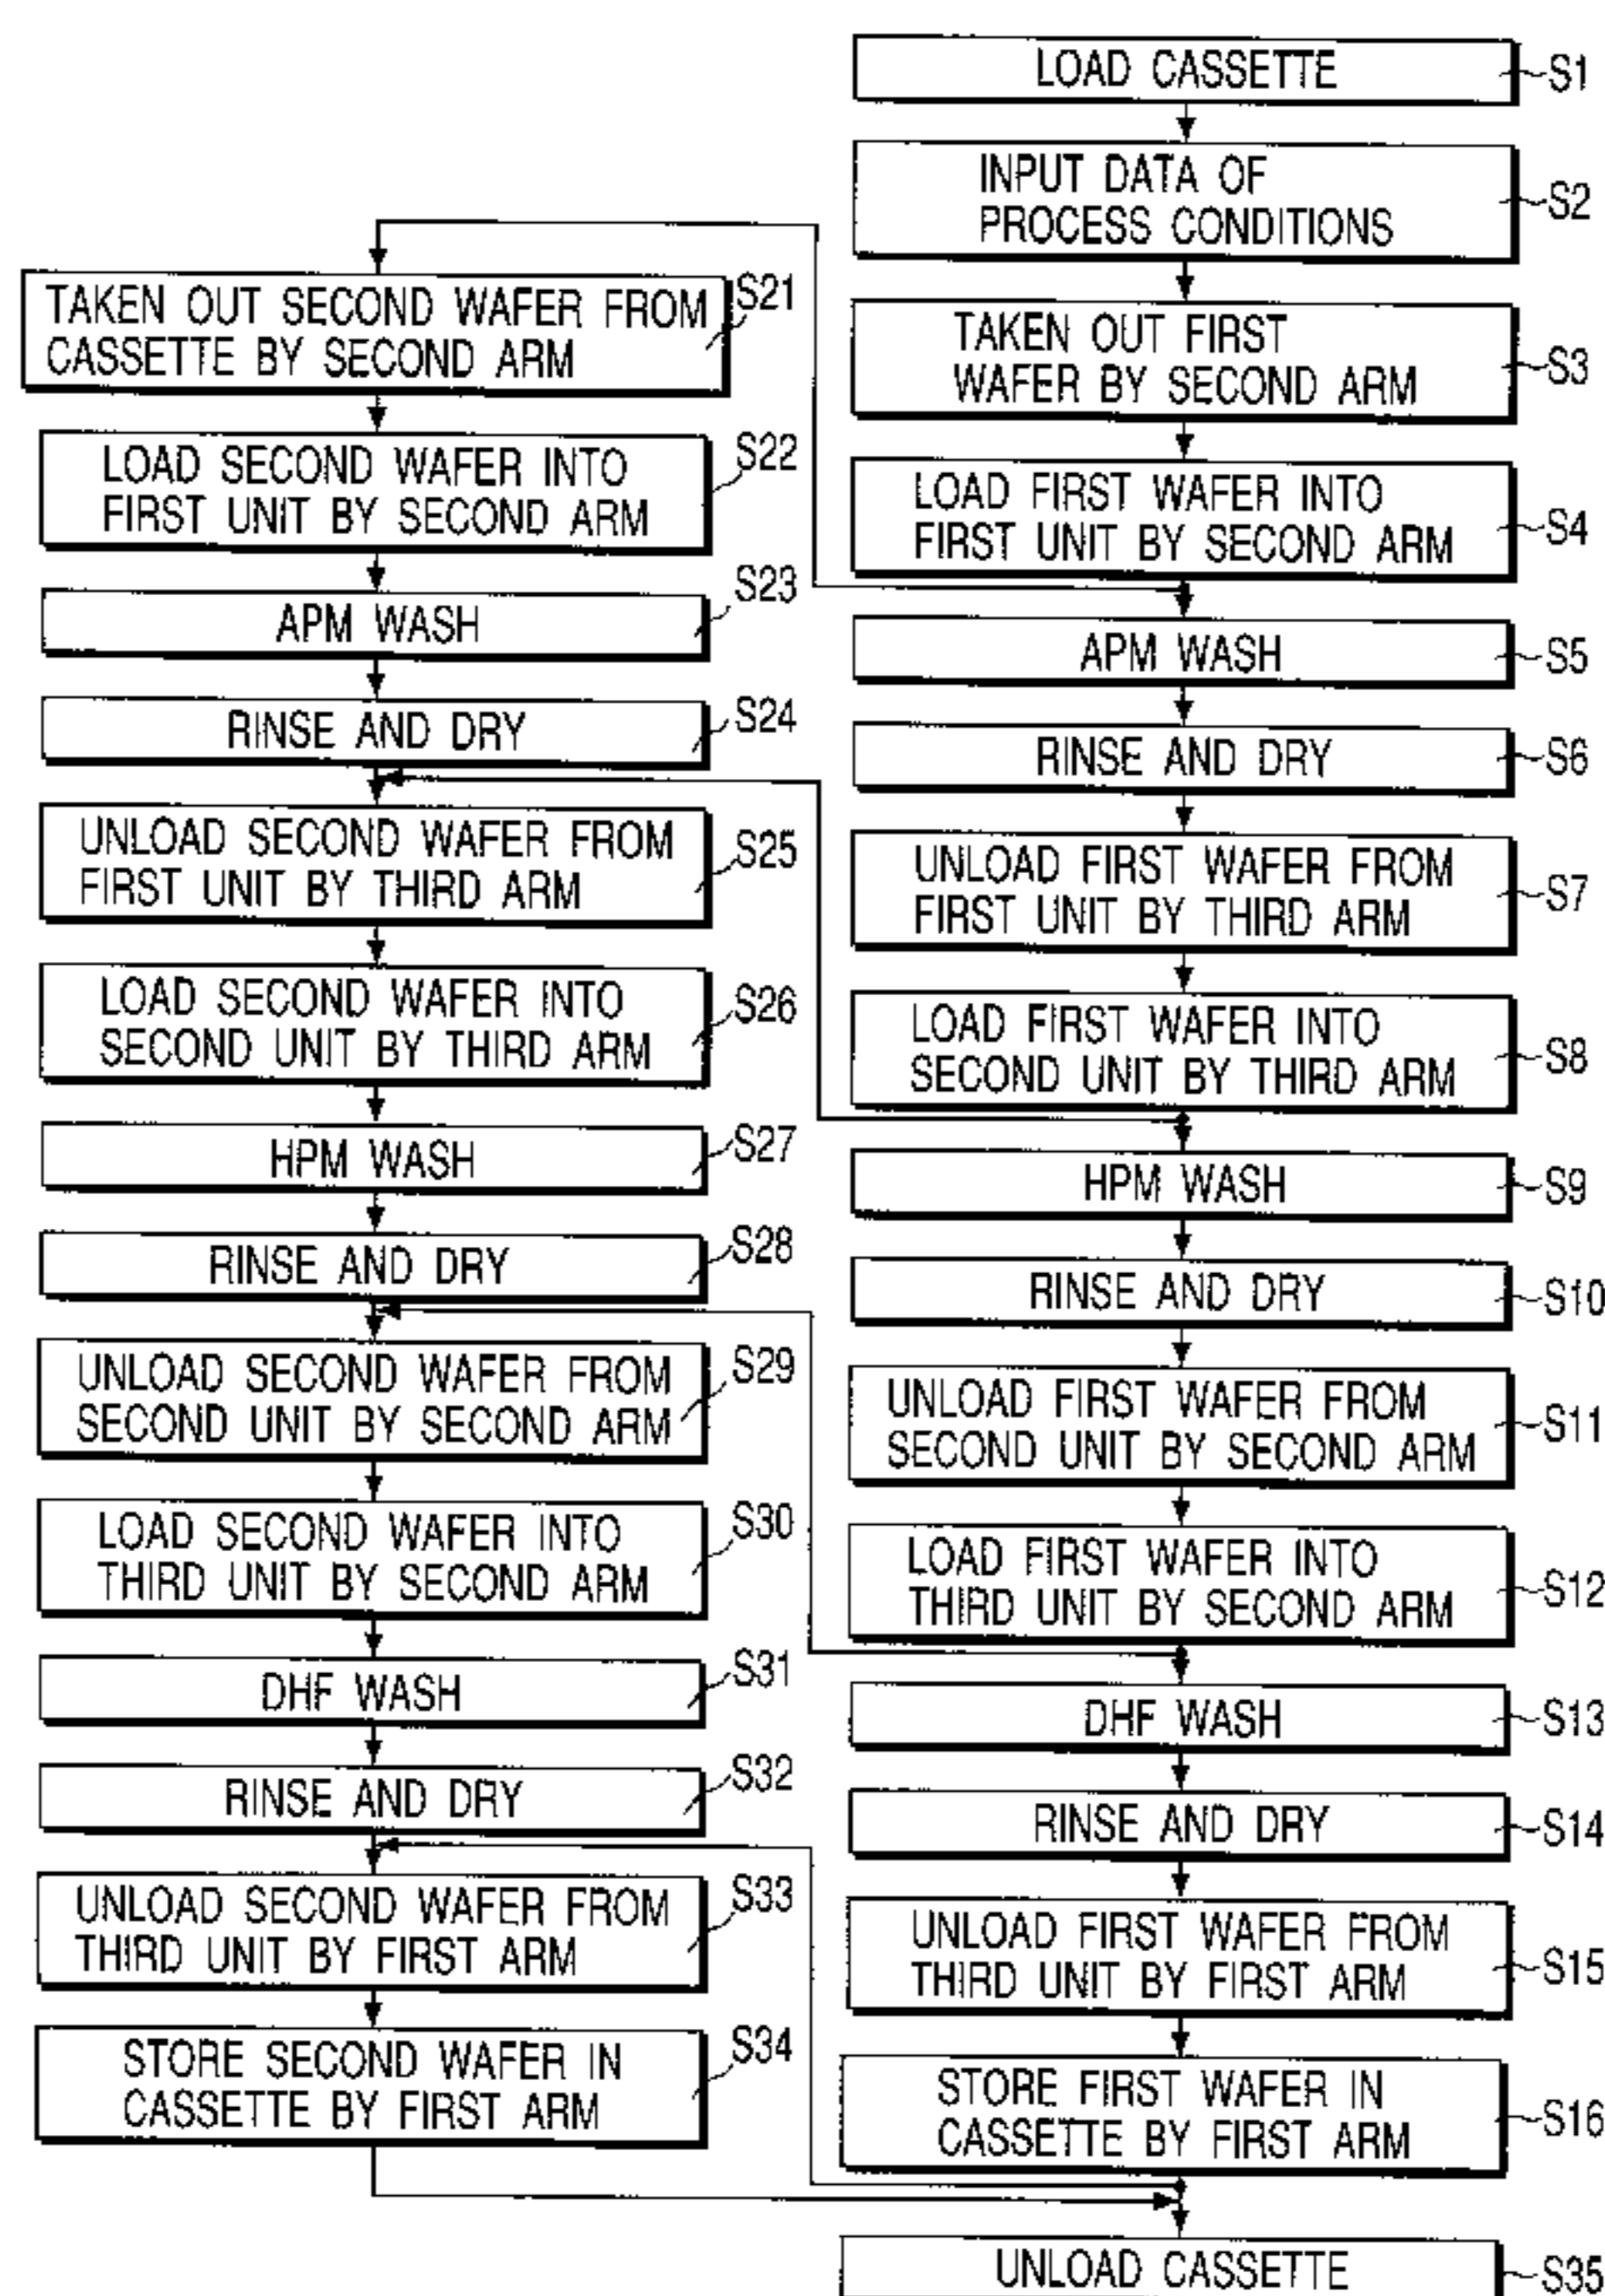 LOAD CASSETTE
S1
INPUT DATA OF
PROCESS CONDITIONS
S2
TAKEN OUT FIRST
WAFER BY SECOND ARM
S3
LOAD FIRST WAFER INTO
FIRST UNIT BY SECOND ARM
S4
APM WASH
S5
RINSE AND DRY
S6
UNLOAD FIRST WAFER FROM
FIRST UNIT BY THIRD ARM
S7
LOAD FIRST WAFER INTO
SECOND UNIT BY THIRD ARM
S8
HPM WASH
S9
RINSE AND DRY
S10
UNLOAD FIRST WAFER FROM
SECOND UNIT BY SECOND ARM
S11
LOAD FIRST WAFER INTO
THIRD UNIT BY SECOND ARM
S12
DHF WASH
S13
RINSE AND DRY
S14
UNLOAD FIRST WAFER FROM
THIRD UNIT BY FIRST ARM
S15
STORE FIRST WAFER IN
CASSETTE BY FIRST ARM
S16
TAKEN OUT SECOND WAFER FROM
CASSETTE BY SECOND ARM
S21
LOAD SECOND WAFER INTO
FIRST UNIT BY SECOND ARM
S22
APM WASH
S23
RINSE AND DRY
S24
UNLOAD SECOND WAFER FROM
FIRST UNIT BY THIRD ARM
S25
LOAD SECOND WAFER INTO
SECOND UNIT BY THIRD ARM
S26
HPM WASH
S27
RINSE AND DRY
S28
UNLOAD SECOND WAFER FROM
SECOND UNIT BY SECOND ARM
S29
LOAD SECOND WAFER INTO
THIRD UNIT BY SECOND ARM
S30
DHF WASH
S31
RINSE AND DRY
S32
UNLOAD SECOND WAFER FROM
THIRD UNIT BY FIRST ARM
S33
STORE SECOND WAFER IN
CASSETTE BY FIRST ARM
S34
UNLOAD CASSETTE
S35